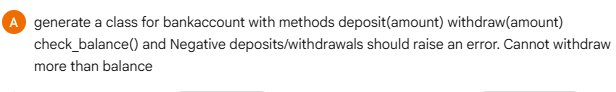 A
generate a class for bankaccount with methods deposit(amount) withdraw(amount)
check_balance() and Negative deposits/withdrawals should raise an error. Cannot withdraw
more than balance